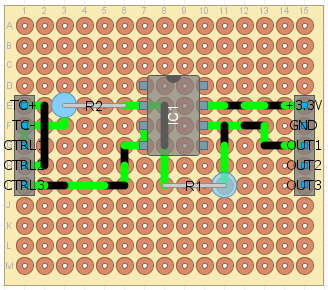 1 2 3 4 5 6 7 8 9 10 11 12 13 14 15
A
B
C
D
E TC+ R2 IC1 +3.3V
F TC- GND
G CTRL1 OUT1
H CTRL2 OUT2
I CTRL3 R1 OUT3
J
K
L
M